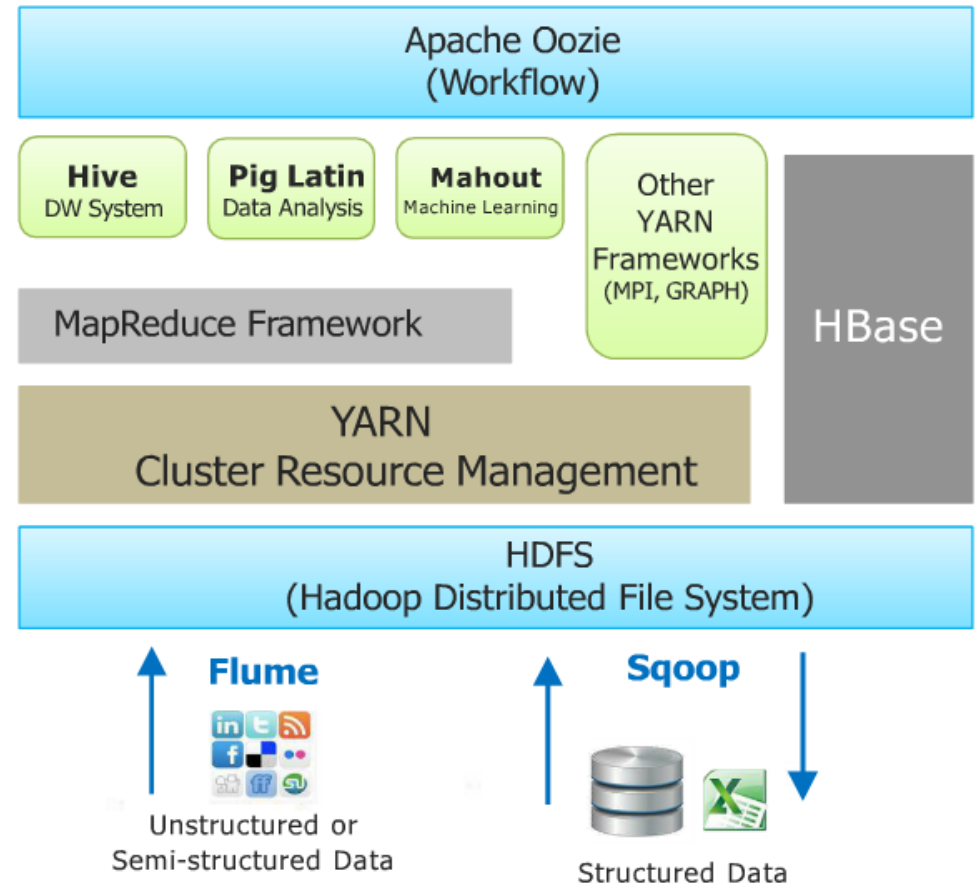 Apache Oozie
(Workflow)
Hive
DW System
Pig Latin
Data Analysis
Mahout
Machine Learning
Other
YARN
Frameworks
(MPI, GRAPH)
MapReduce Framework
HBase
YARN
Cluster Resource Management
HDFS
(Hadoop Distributed File System)
Flume
in t
f
ff
Unstructured or
Semi-structured Data
Sqoop
X
Structured Data